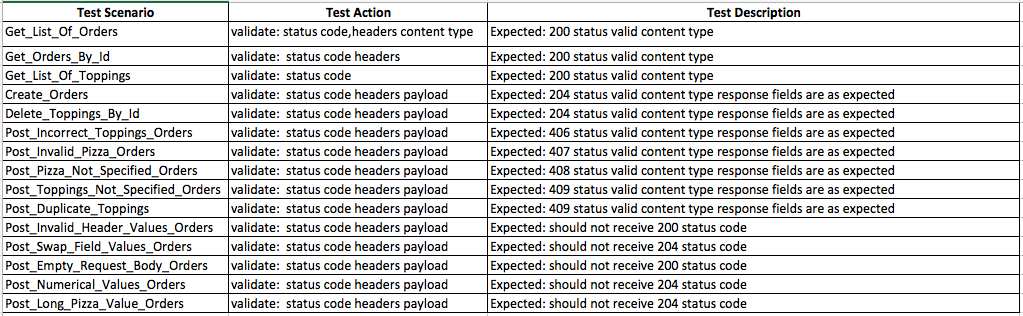 Test Scenario Test Action Test Description
Get_List_Of_Orders validate: status code,headers content type Expected: 200 status valid content type
Get_Orders_By_Id validate: status code headers Expected: 200 status valid content type
Get_List_Of_Toppings validate: status code Expected: 200 status valid content type
Create_Orders validate: status code headers payload Expected: 204 status valid content type response fields are as expected
Delete_Toppings_By_Id validate: status code headers payload Expected: 204 status valid content type response fields are as expected
Post_Incorrect_Toppings_Orders validate: status code headers payload Expected: 406 status valid content type response fields are as expected
Post_Invalid_Pizza_Orders validate: status code headers payload Expected: 407 status valid content type response fields are as expected
Post_Pizza_Not_Specified_Orders validate: status code headers payload Expected: 408 status valid content type response fields are as expected
Post_Toppings_Not_Specified_Orders validate: status code headers payload Expected: 409 status valid content type response fields are as expected
Post_Duplicate_Toppings validate: status code headers payload Expected: 409 status valid content type response fields are as expected
Post_Invalid_Header_Values_Orders validate: status code headers payload Expected: should not receive 200 status code
Post_Swap_Field_Values_Orders validate: status code headers payload Expected: should not receive 204 status code
Post_Empty_Request_Body_Orders validate: status code headers payload Expected: should not receive 200 status code
Post_Numerical_Values_Orders validate: status code headers payload Expected: should not receive 204 status code
Post_Long_Pizza_Value_Orders validate: status code headers payload Expected: should not receive 204 status code